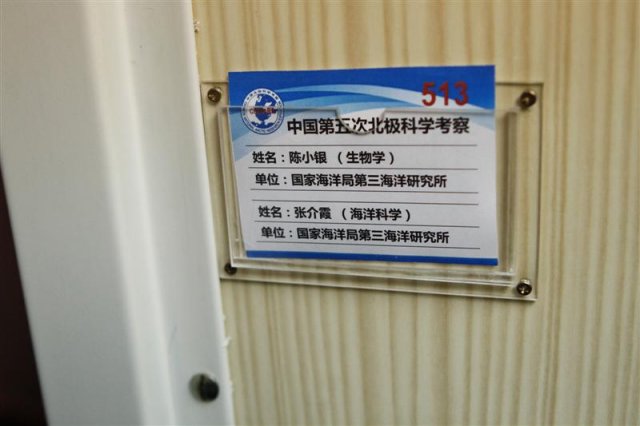 513
中国第五次北极科学考察
姓名：陈小银（生物学）
单位：国家海洋局第三海洋研究所
姓名：张介霞（海洋科学）
单位：国家海洋局第三海洋研究所